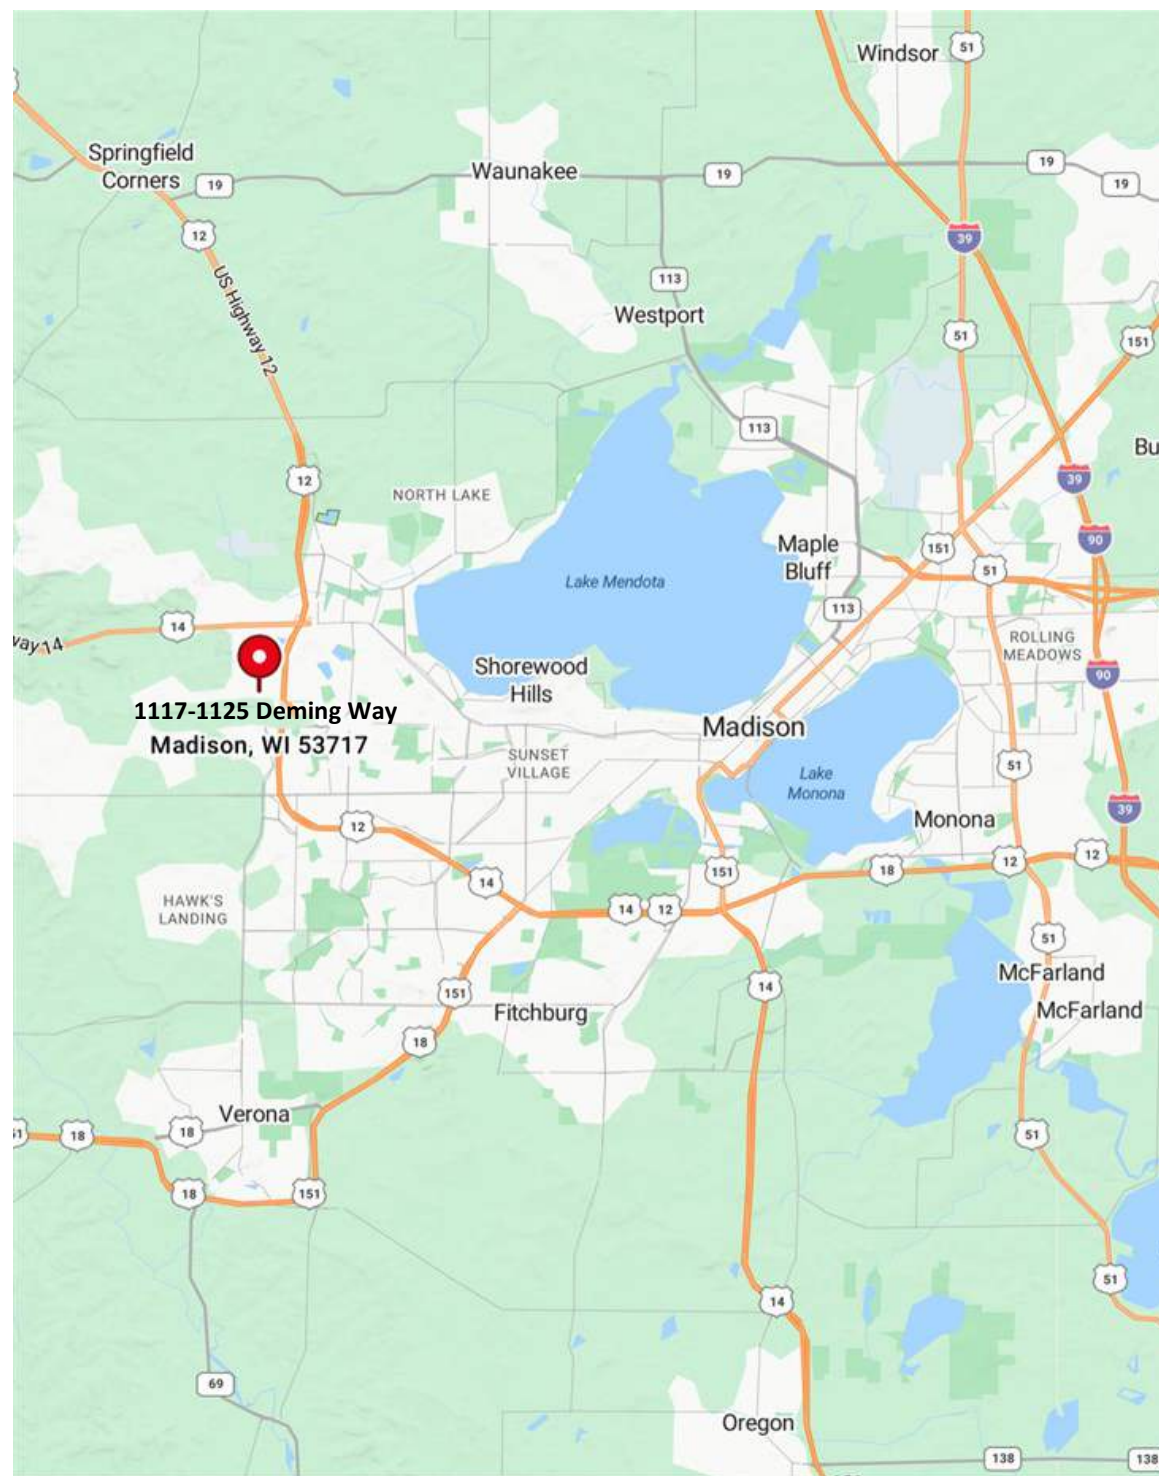 Windsor
51
Springfield
Corners
19
Waunakee
19
19
19
12
39
US Highway 12
113
Westport
51
151
113
Bu
12
39
NORTH LAKE
90
Maple
Bluff
151
51
Lake Mendota
113
14
way 14
ROLLING
MEADOWS
Shorewood
Hills
90
1117-1125 Deming Way
Madison, WI 53717
Madison
SUNSET
VILLAGE
51
Lake
Monona
39
12
Monona
12
12
18
151
14
HAWK'S
LANDING
14
12
51
McFarland
14
151
McFarland
Fitchburg
18
Verona
18
51
18
51
18
151
51
14
69
Oregon
138
138